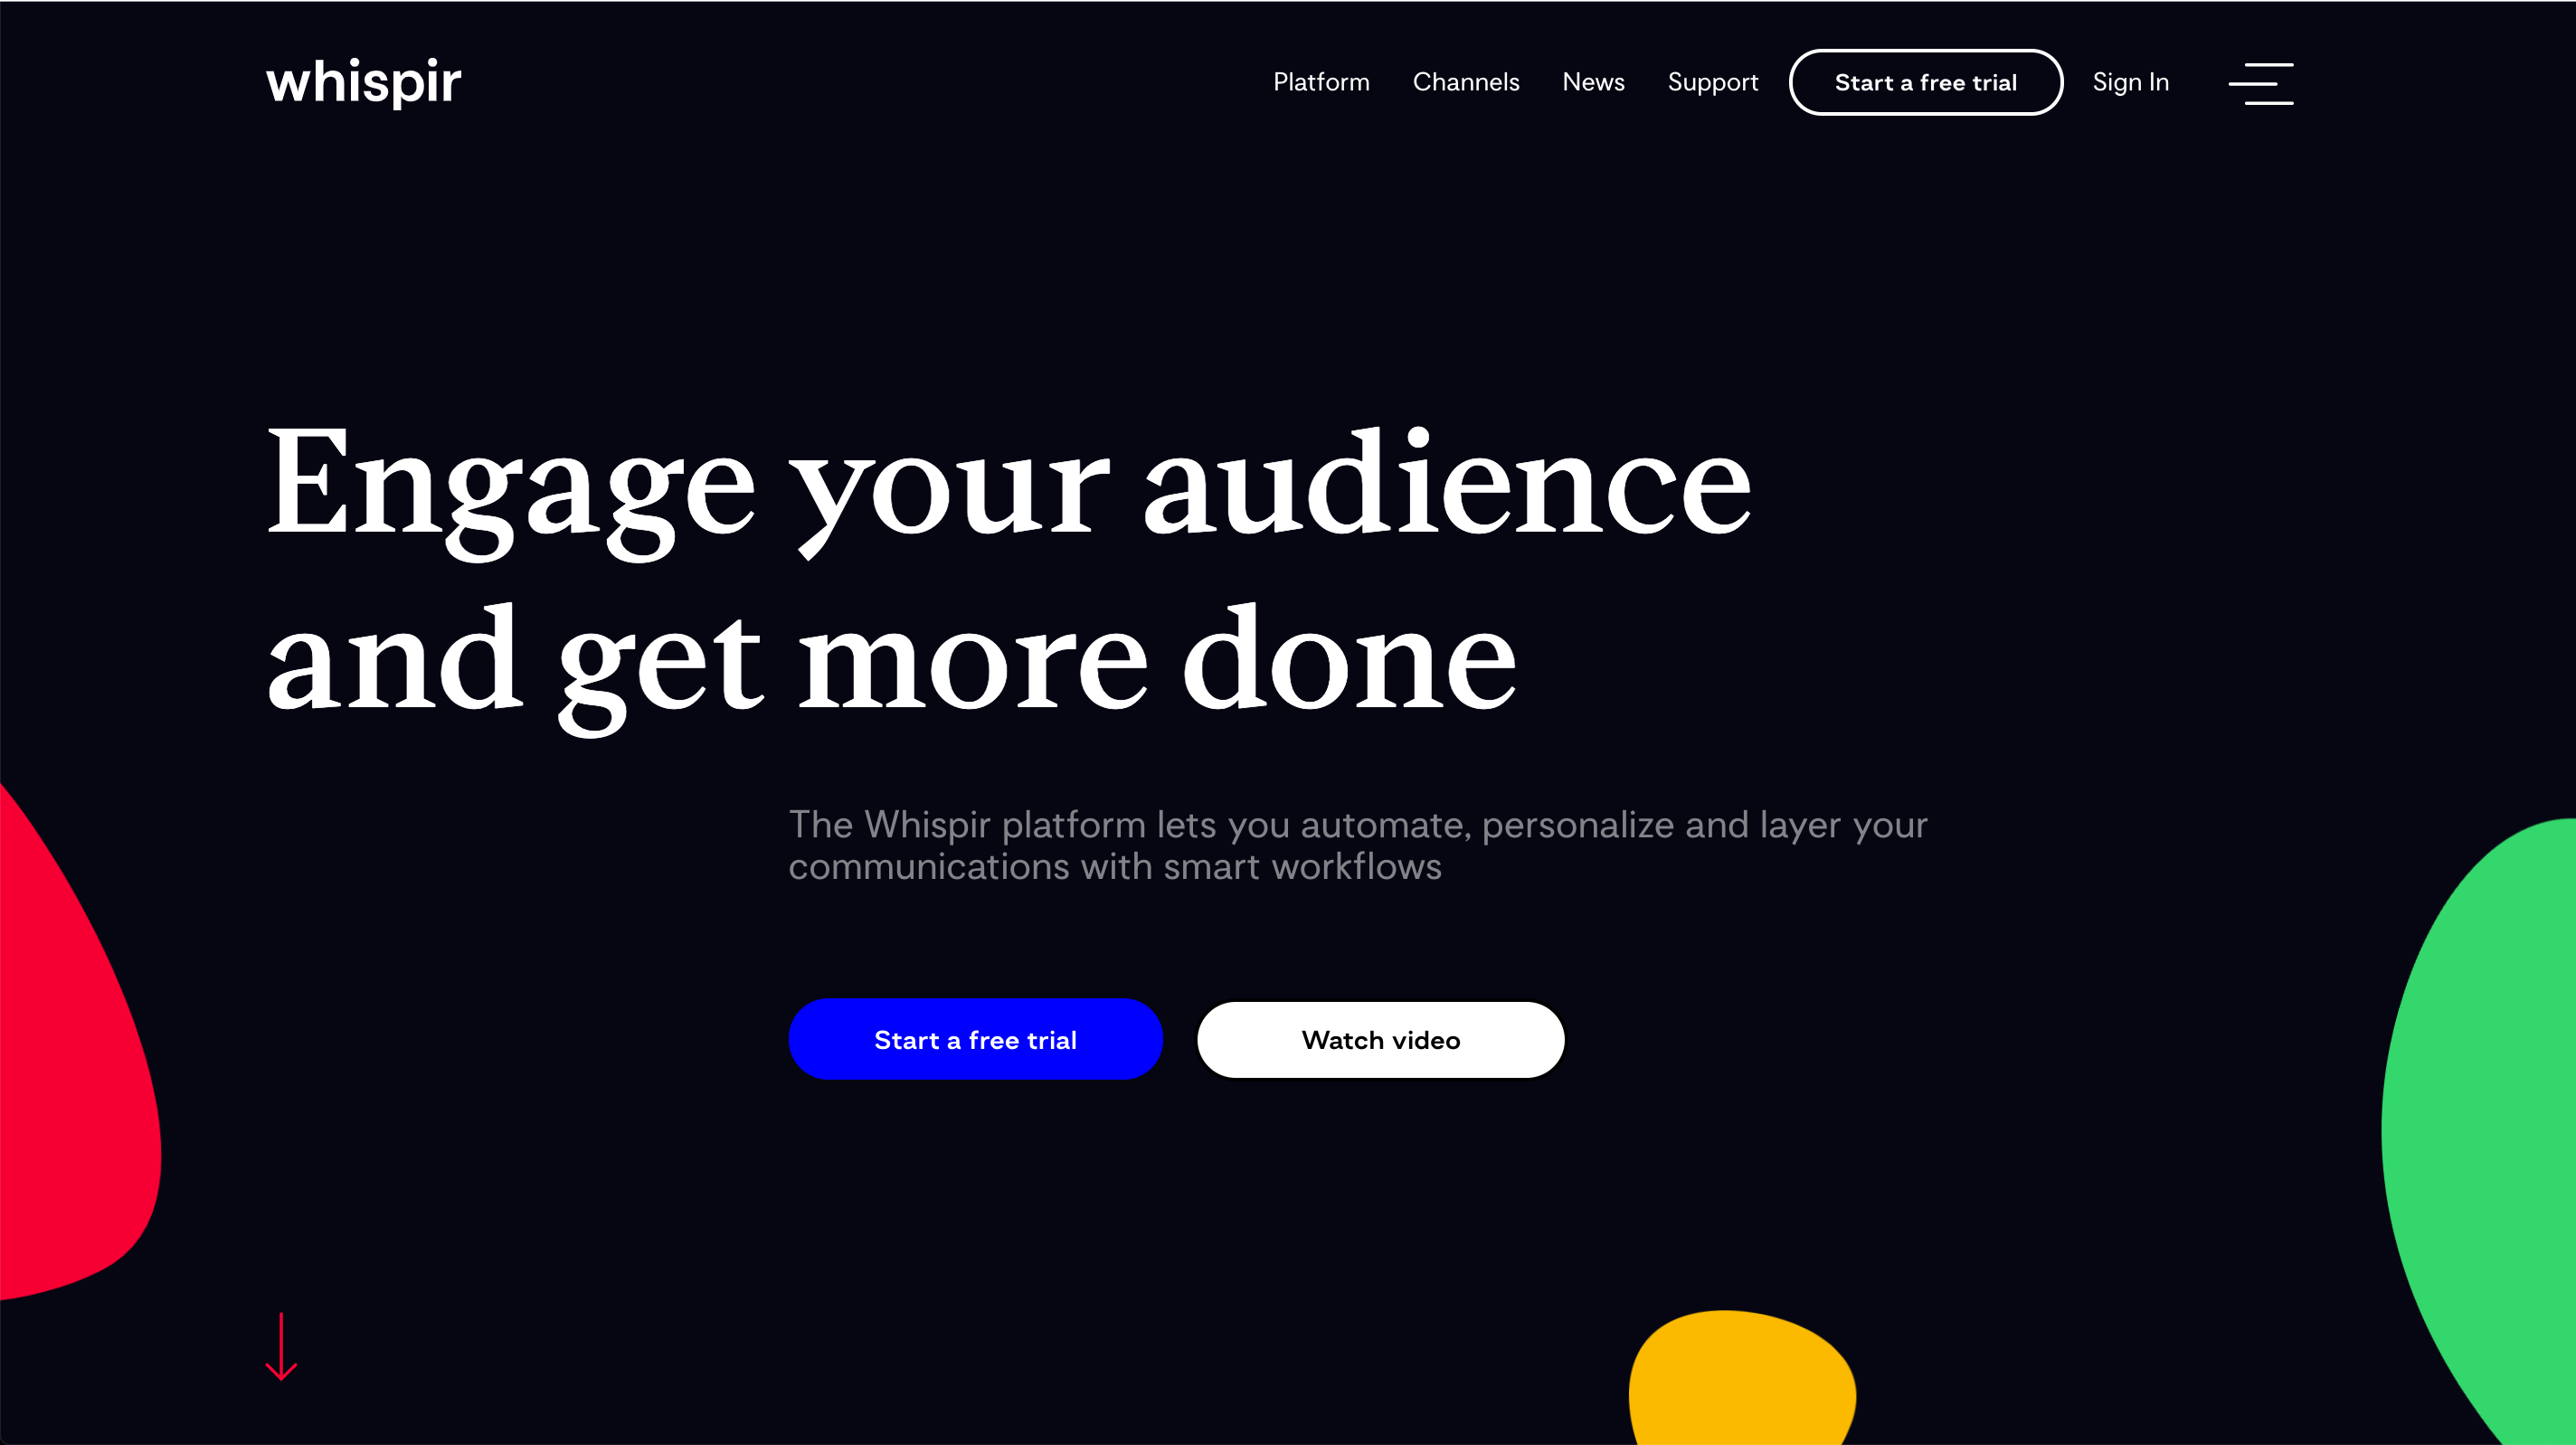 whispir
Platform Channels News Support Start a free trial Sign In
Engage your audience
and get more done
The Whispir platform lets you automate, personalize and layer your
communications with smart workflows
Start a free trial Watch video